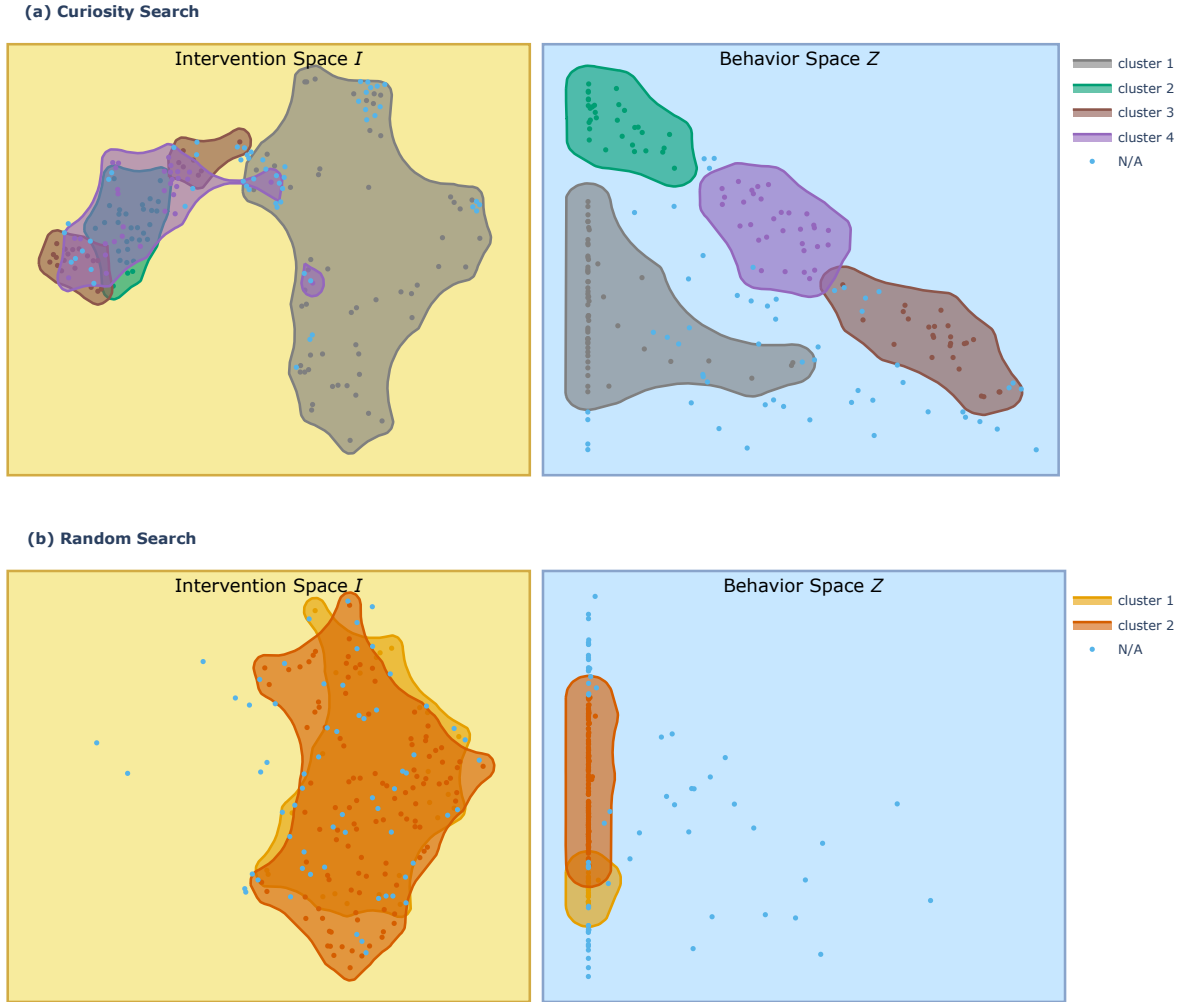 (a) Curiosity Search
Intervention Space I
Behavior Space Z
cluster 1
cluster 2
cluster 3
cluster 4
N/A
(b) Random Search
Intervention Space I
Behavior Space Z
cluster 1
cluster 2
N/A